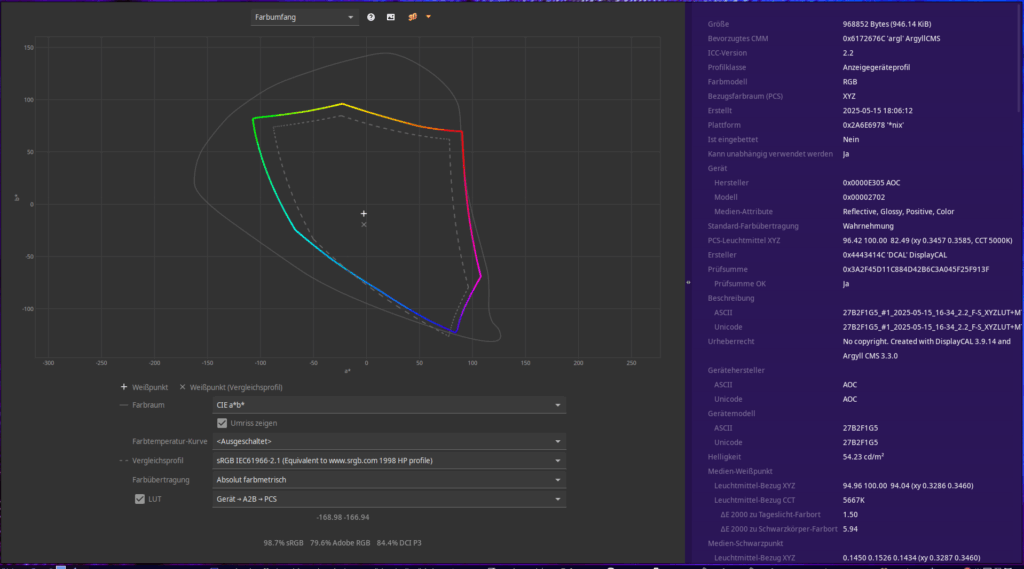 Farbumfang
150
100
50
0
-50
-100
b*
-300
-250
-200
-150
-100
-50
0
50
100
150
200
250
a*
Weißpunkt
Weißpunkt (Vergleichsprofil)
Farbraum
CIE a*b*
Umriss zeigen
Farbtemperatur-Kurve
<Ausgeschaltet>
Vergleichsprofil
sRGB IEC61966-2.1 (Equivalent to www.srgb.com 1998 HP profile)
Farbübertragung
Absolut farbmetrisch
LUT
Gerät → A2B → PCS
-168.98 -166.94
98.7% sRGB 79.6% Adobe RGB 84.4% DCI P3
Größe 968852 Bytes (946.14 KiB)
Bevorzugtes CMM 0x6172676C 'argl' ArgyllCMS
ICC-Version 2.2
Profilklasse Anzeigegeräteprofil
Farbmodell RGB
Bezugsfarbraum (PCS) XYZ
Erstellt 2025-05-15 18:06:12
Plattform 0x2A6E6978 '*nix'
Ist eingebettet Nein
Kann unabhängig verwendet werden Ja
Gerät
Hersteller 0x0000E305 AOC
Modell 0x00002702
Medien-Attribute Reflective, Glossy, Positive, Color
Standard-Farbübertragung Wahrnehmung
PCS-Leuchtmittel XYZ 96.42 100.00 82.49 (xy 0.3457 0.3585, CCT 5000K)
Ersteller 0x4443414C 'DCAL' DisplayCAL
Prüfsumme 0x3A2F45D11C884D42B6C3A045F25F913F
Prüfsumme OK Ja
Beschreibung
ASCII 27B2F1G5_#1_2025-05-15_16-34_2.2_F-S_XYZLUT+M
Unicode 27B2F1G5_#1_2025-05-15_16-34_2.2_F-S_XYZLUT+M
Urheberrecht No copyright. Created with DisplayCAL 3.9.14 and
Argyll CMS 3.3.0
Gerätehersteller
ASCII AOC
Unicode AOC
Gerätemodell
ASCII 27B2F1G5
Unicode 27B2F1G5
Helligkeit 54.23 cd/m²
Medien-Weißpunkt
Leuchtmittel-Bezug XYZ 94.96 100.00 94.04 (xy 0.3286 0.3460)
Leuchtmittel-Bezug CCT 5667K
ΔE 2000 zu Tageslicht-Farbort 1.50
ΔE 2000 zu Schwarzkörper-Farbort 5.94
Medien-Schwarzpunkt
Leuchtmittel-Bezug XYZ 0.1450 0.1526 0.1434 (xy 0.3287 0.3460)